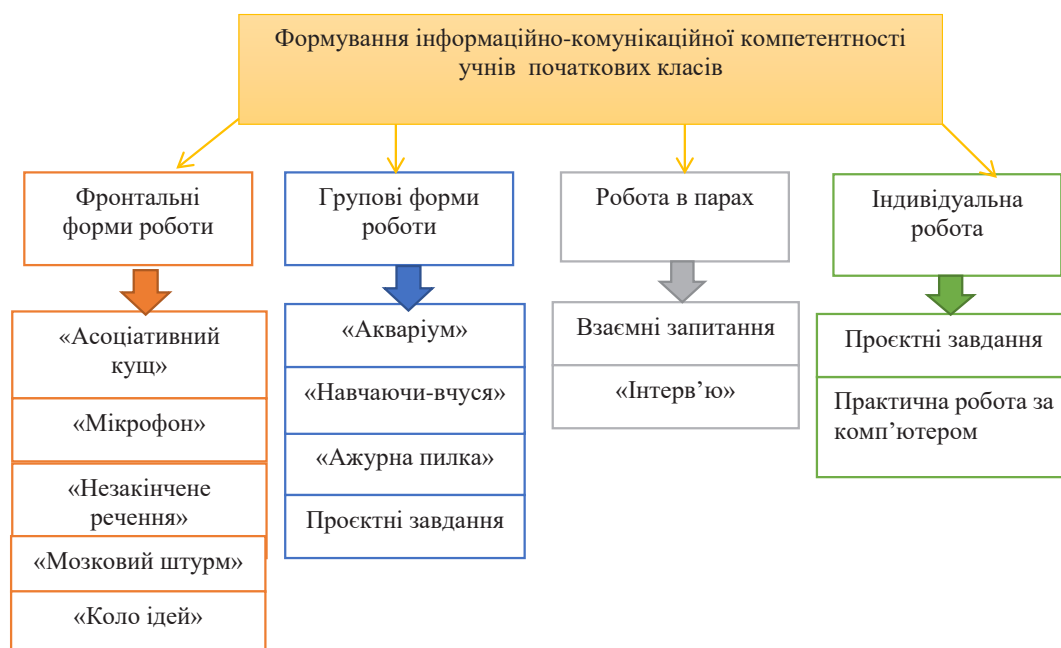 Формування інформаційно-комунікаційної компетентності
учнів початкових класів
Фронтальні
форми роботи
«Асоціативний
кущ»
«Мікрофон»
«Незакінчене
речення»
«Мозковий штурм»
«Коло ідей»
Групові форми
роботи
«Акваріум»
«Навчаючи-вчуся»
«Ажурна пилка»
Проєктні завдання
Робота в парах
Взаємні запитання
«Інтерв’ю»
Індивідуальна
робота
Проєктні завдання
Практична робота за
комп’ютером